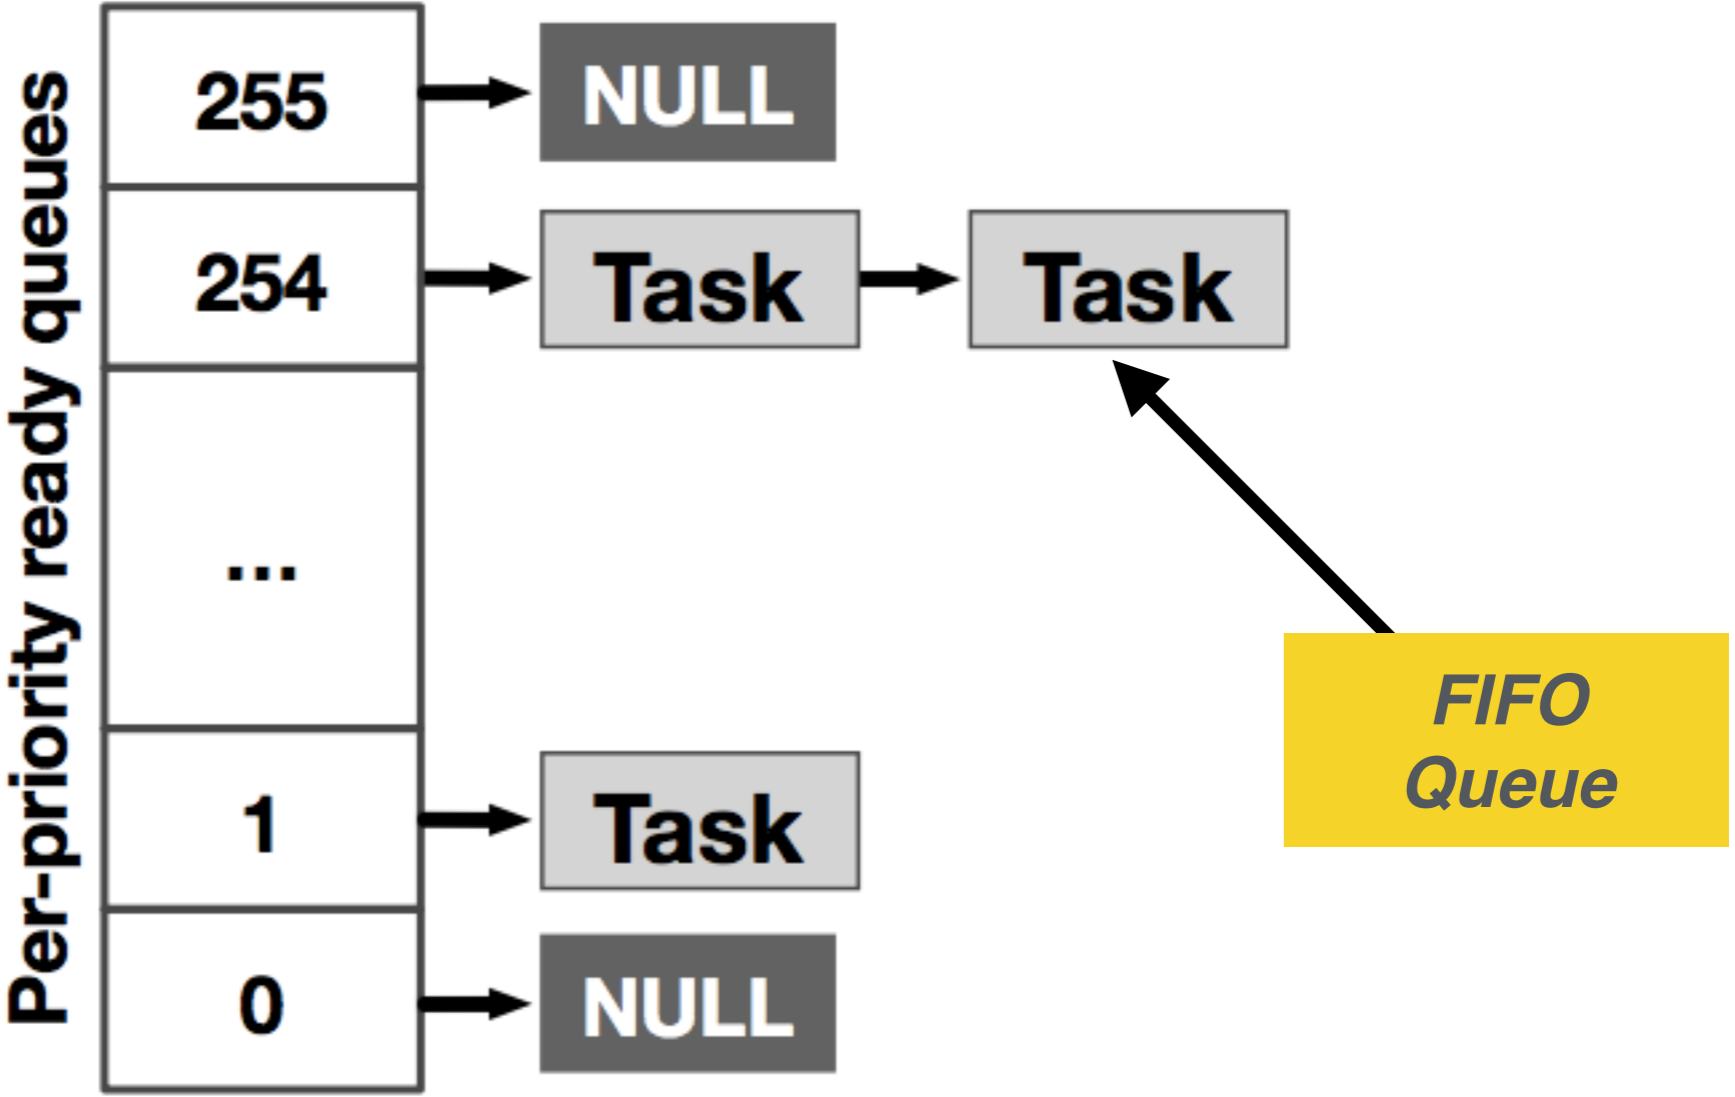 Per-priority ready queues
255
NULL
254
Task
Task
...
1
Task
0
NULL
FIFO
Queue